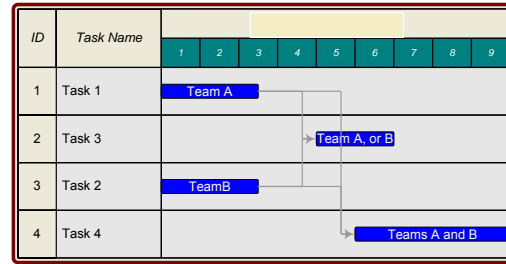 ID Task Name
1 2 3 4 5 6 7 8 9
1 Task 1 Team A
2 Task 3 Team A, or B
3 Task 2 TeamB
4 Task 4 Teams A and B